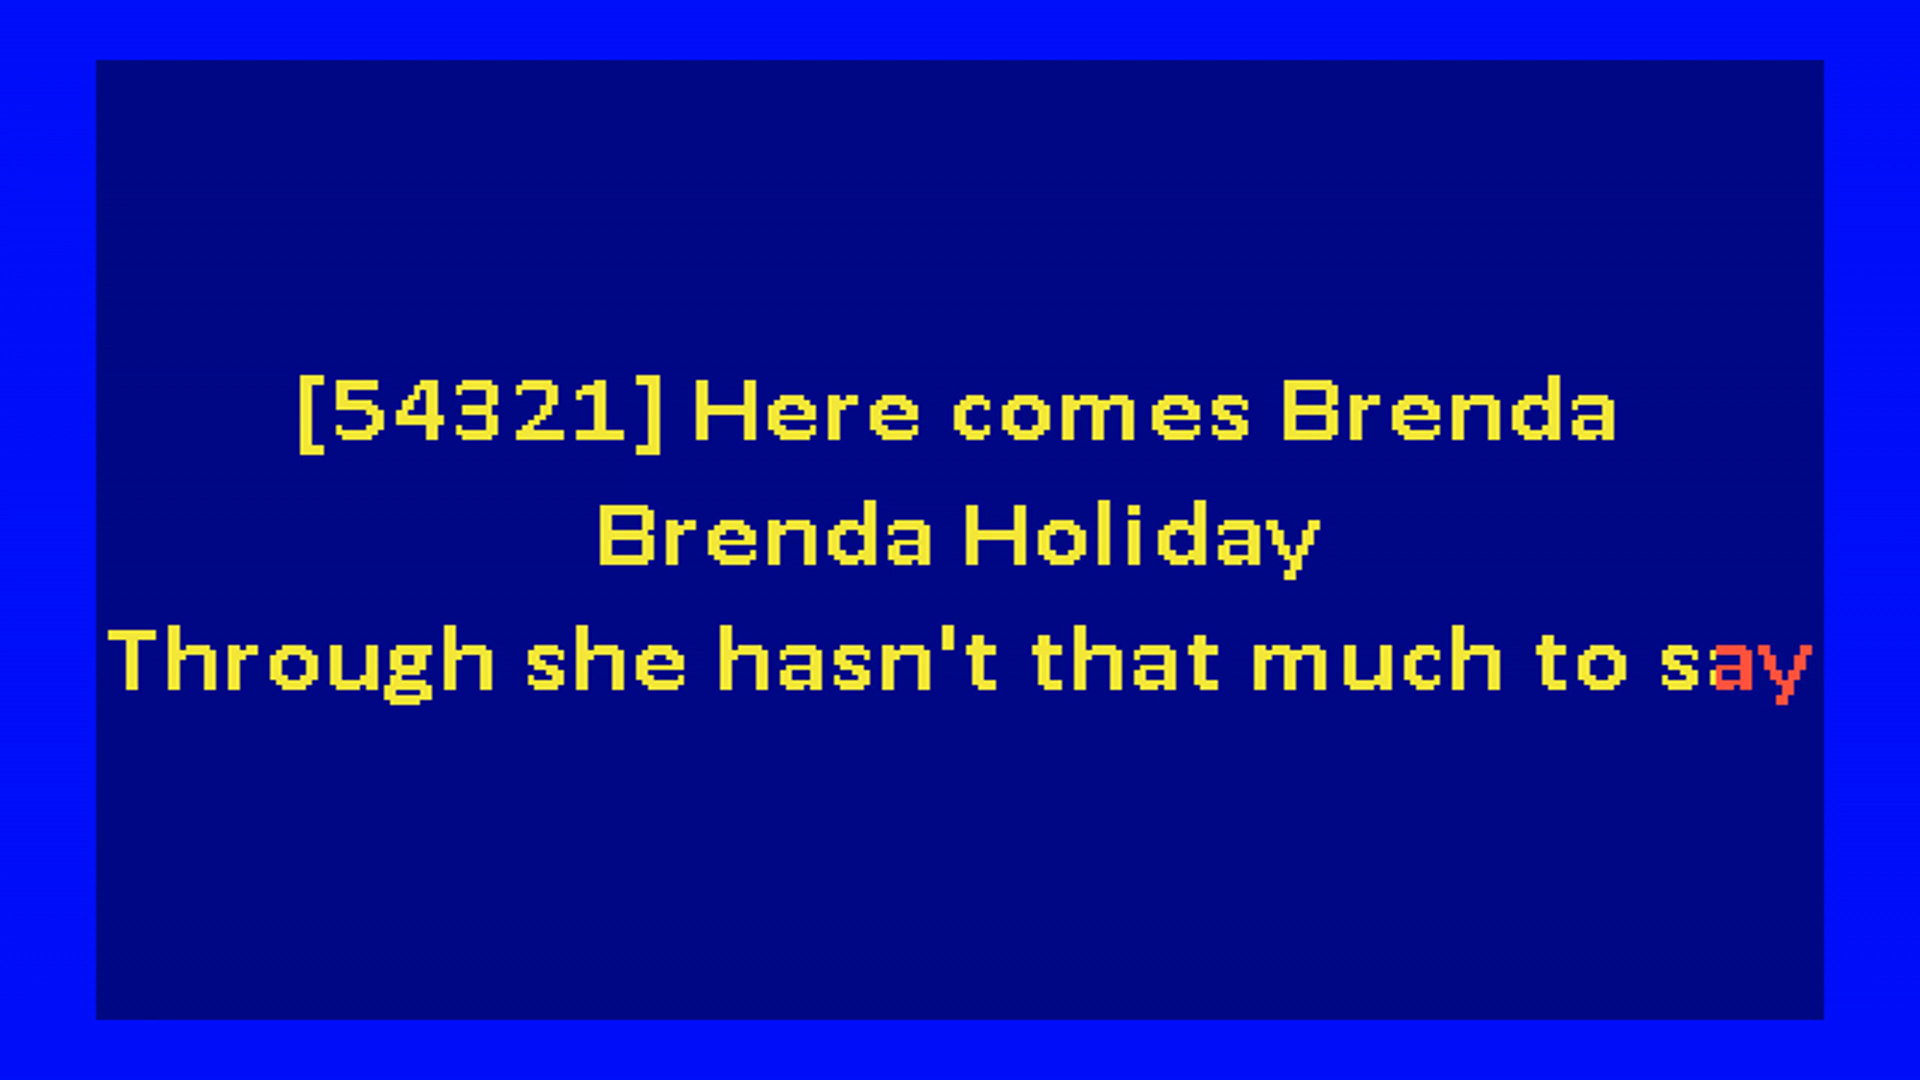 [54321] Here comes Brenda
Brenda Holiday
Through she hasn't that much to say